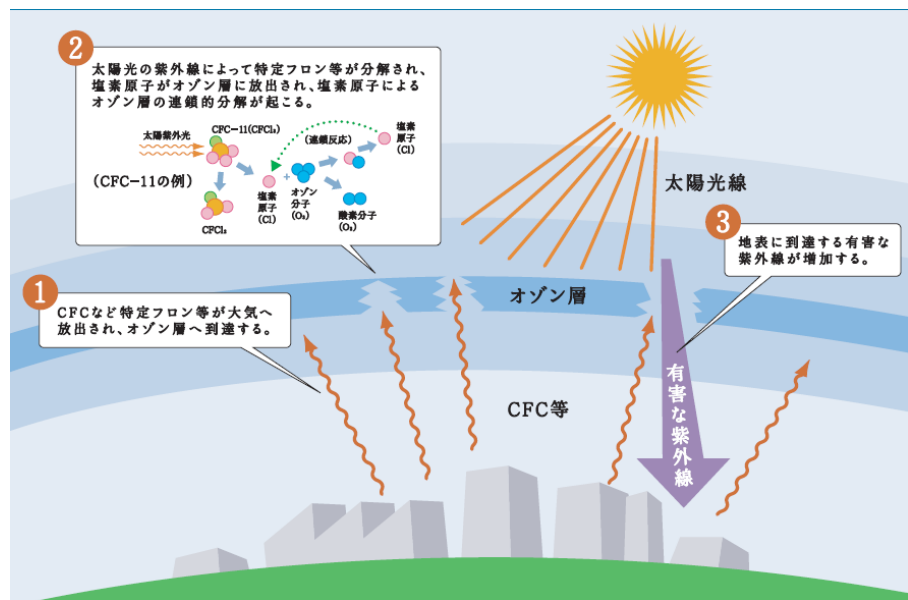 2
太陽光の紫外線によって特定フロン等が分解され、
塩素原子がオゾン層に放出され、塩素原子による
オゾン層の連鎖的分解が起こる。
太陽紫外光
CFC-11(CFCl₃)
(連鎖反応)
塩素
原子
(Cl)
(CFC-11の例)
+
塩素
原子
(Cl)
オゾン
分子
(O₃)
酸素分子
(O₂)
CFCl₂
太陽光線
3
地表に到達する有害な
紫外線が増加する。
1
CFCなど特定フロン等が大気へ
放出され、オゾン層へ到達する。
オゾン層
CFC等
有害な紫外線